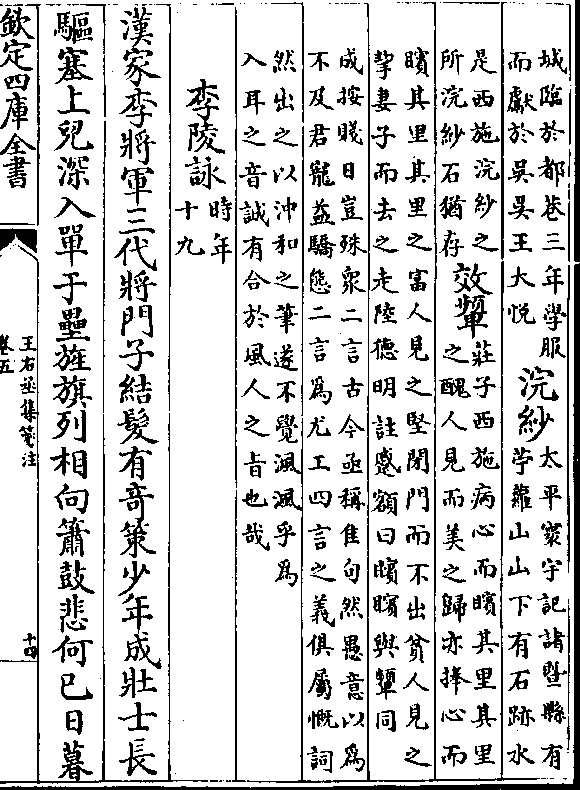 城臨於都巷三年學服
而獻於吳吳王大悅
浣紗
太平寰宇記諸暨縣有
苧蘿山山下有石跡水
是西施浣紗之
所浣紗石猶存
效顰
莊子西施病心而矉其里其里
之醜人見而美之歸亦捧心而
矉其里其里之富人見之堅閉門而不出貧人見之
挈妻子而去之走陸德明註蹙額曰矉矉與顰同
成按賤日豈殊衆二言古今亟稱佳句然愚意以爲
不及君寵益驕態二言爲尤工四言之義俱屬慨詞
然出之以沖和之筆遂不覺渢渢乎爲
入耳之音誠有合於風人之旨也哉
李陵詠
時年
十九
漢家李將軍三代將門子結髮有奇策少年成壯士長
驅塞上兒深入單于壘旌旗列相向簫鼓悲何已日暮
欽定四庫全書
王右丞集箋注
卷五
十四